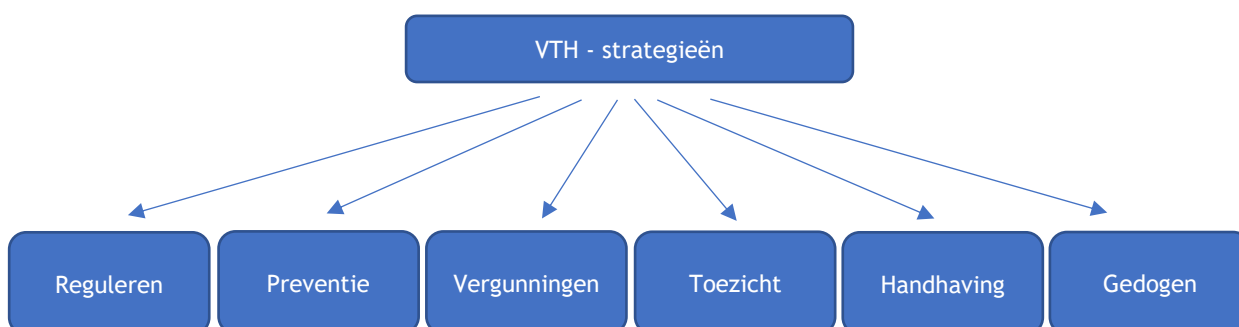 VTH - strategieën
Reguleren
Preventie
Vergunningen
Toezicht
Handhaving
Gedogen